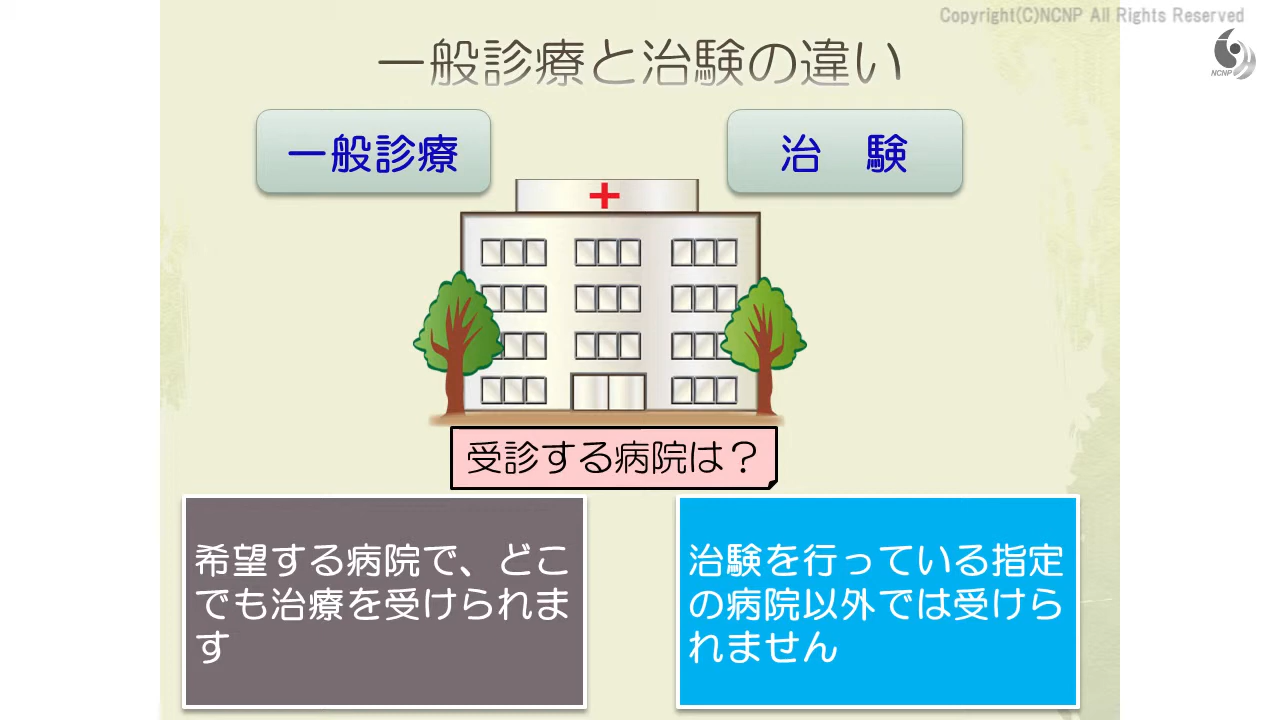 Copyright(C)NCNP All Rights Reserved
NCNP
一般診療と治験の違い
一般診療
治　験
受診する病院は？
希望する病院で、どこ
でも治療を受けられま
す
治験を行っている指定
の病院以外では受けら
れません